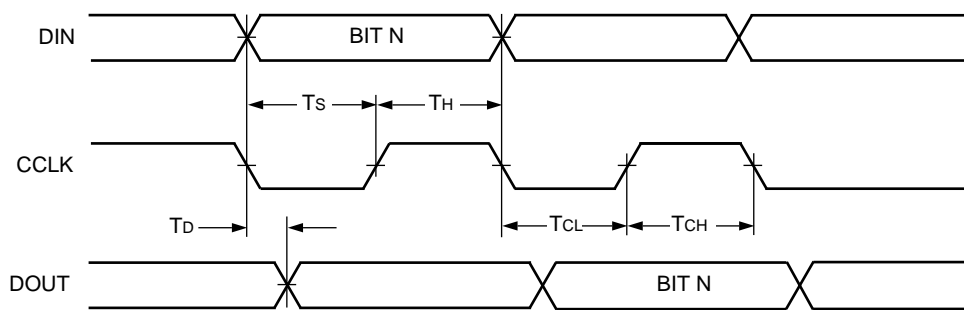 DIN
BIT N
TS
TH
CCLK
TD
TCL
TCH
DOUT
BIT N